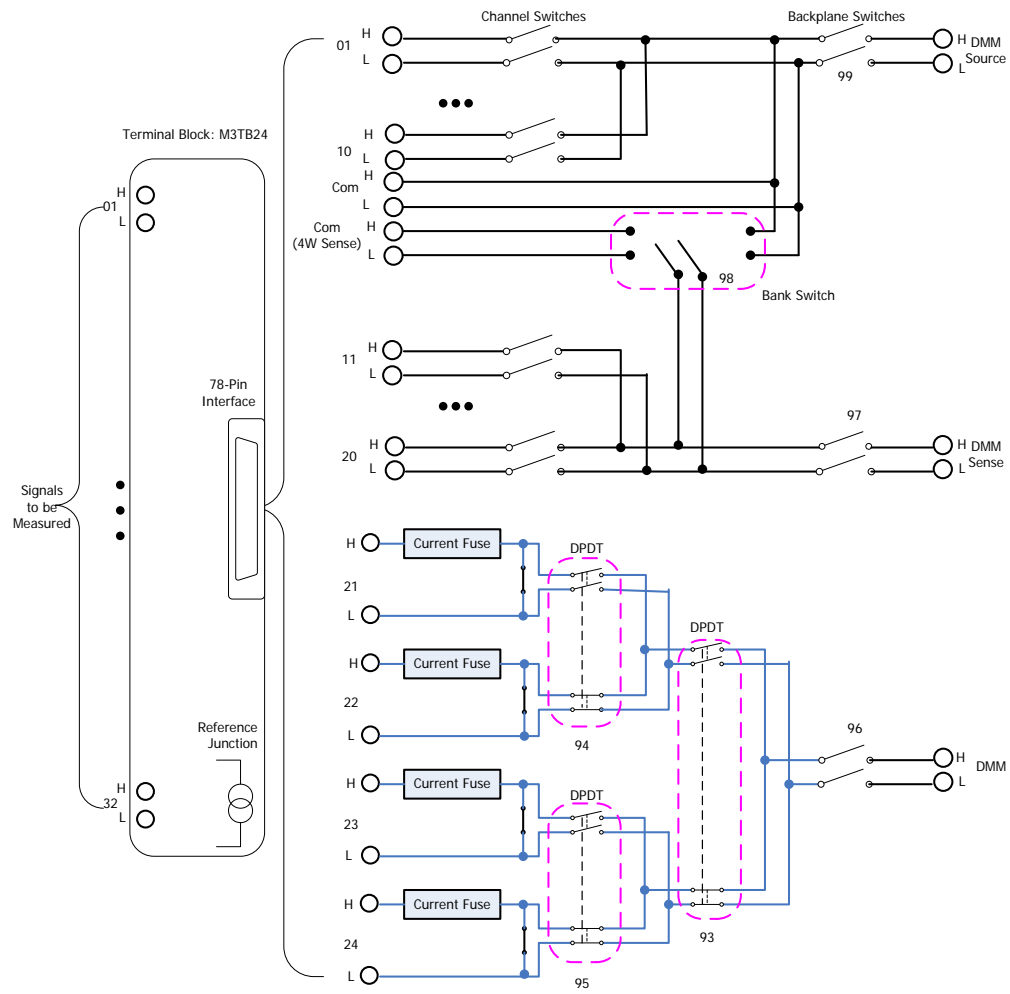 Channel Switches
Backplane Switches
01
H
L
H
L
DMM
Source
99
Terminal Block: M3TB24
10
H
L
Com
H
L
Com
(4W Sense)
H
L
98
Bank Switch
H
01
L
11
H
L
78-Pin
Interface
97
20
H
L
H
L
DMM
Sense
Signals
to be
Measured
H
Current Fuse
DPDT
21
L
DPDT
H
Current Fuse
22
L
94
Reference
Junction
96
H
L
DMM
H
32
L
H
Current Fuse
DPDT
23
L
H
Current Fuse
24
L
93
95